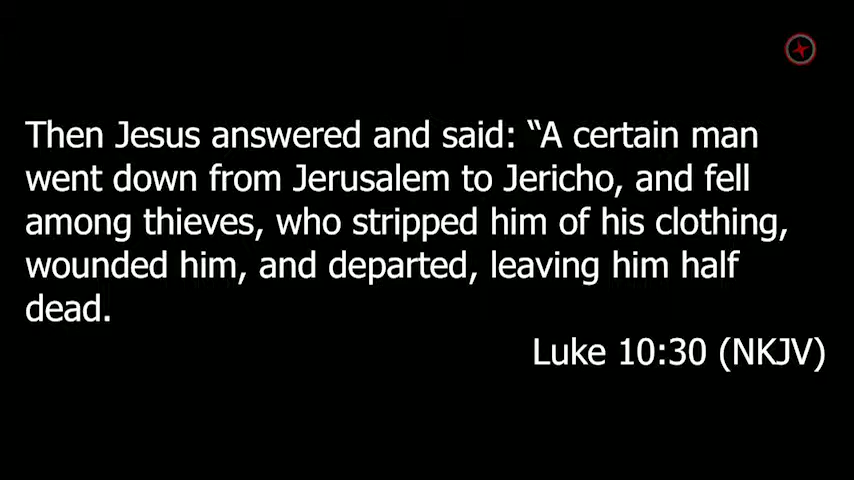 Then Jesus answered and said: “A certain man
went down from Jerusalem to Jericho, and fell
among thieves, who stripped him of his clothing,
wounded him, and departed, leaving him half
dead.
Luke 10:30 (NKJV)